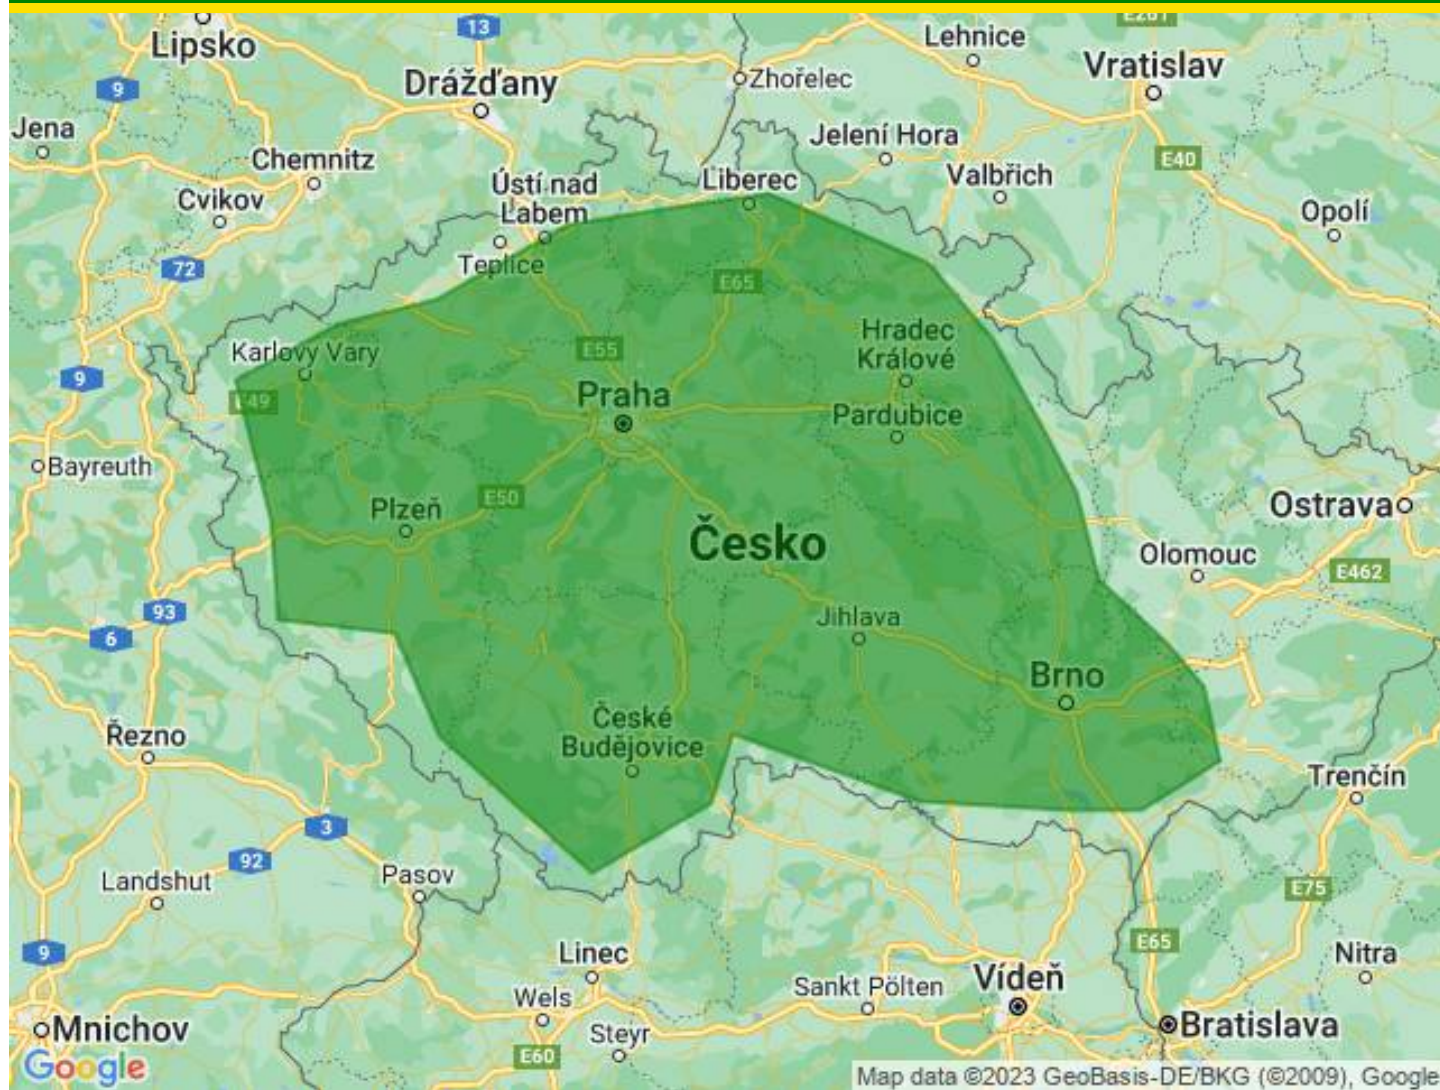 E261
Lipsko
13
Lehnice
Vratislav
Drážďany
Zhořelec
9
Jena
Chemnitz
Jelení Hora
E40
Ústí nad
Labem
Liberec
Valbřich
Cvikov
Opolí
Teplice
72
E65
Karlovy Vary
E55
Hradec
Králové
9
E49
Praha
Pardubice
Bayreuth
Plzeň
E50
Ostrava
Česko
Olomouc
E462
93
6
Jihlava
Brno
Řezno
České
Budějovice
Trenčín
3
92
Landshut
Pasov
E75
9
Linec
E65
Nitra
Wels
Sankt Pölten
Vídeň
Mnichov
Steyr
Bratislava
E60
Google
Map data ©2023 GeoBasis-DE/BKG (©2009), Google